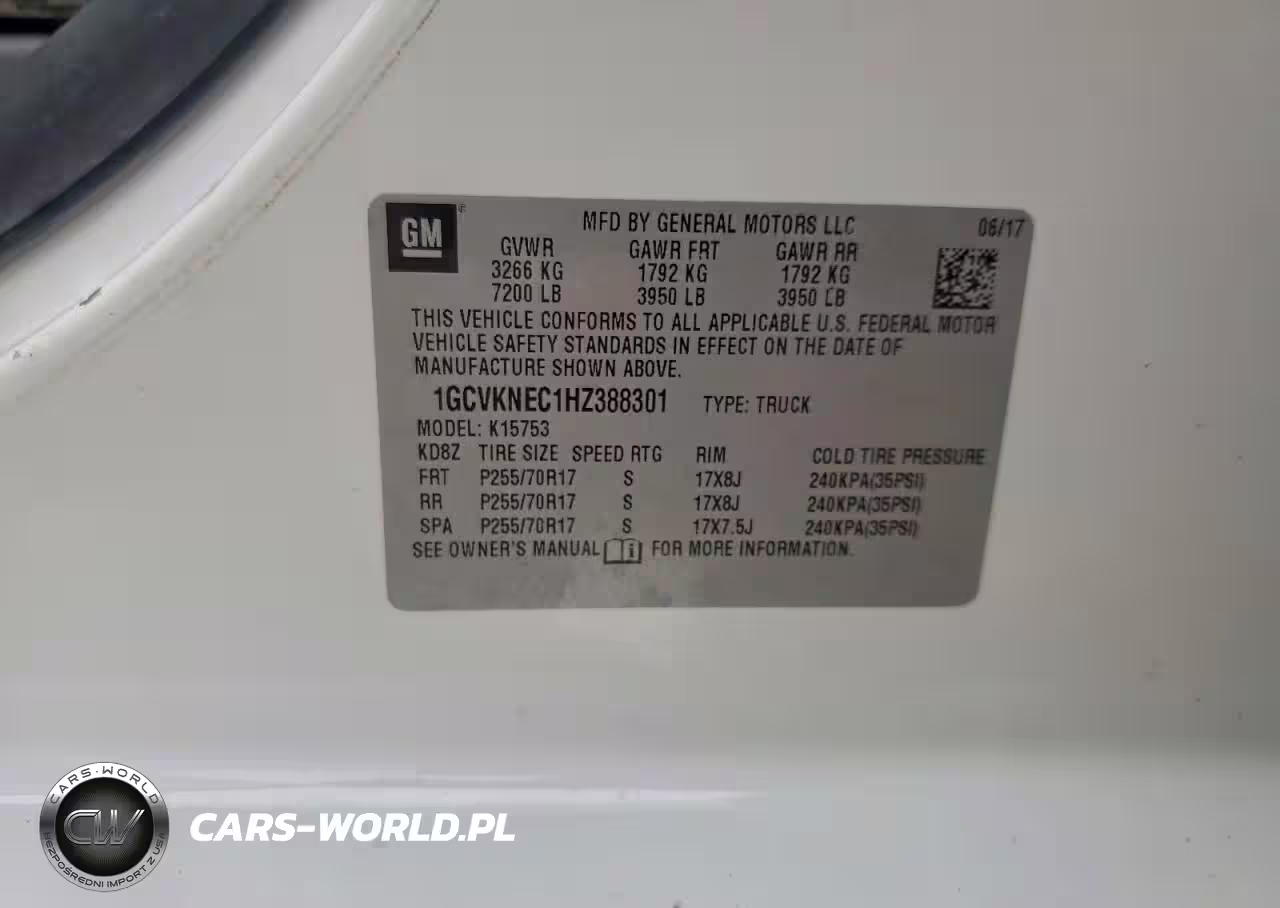 GM
MFD BY GENERAL MOTORS LLC 06/17
GVWR GAWR FRT GAWR RR
3266 KG 1792 KG 1792 KG
7200 LB 3950 LB 3950 LB
THIS VEHICLE CONFORMS TO ALL APPLICABLE U.S. FEDERAL MOTOR
VEHICLE SAFETY STANDARDS IN EFFECT ON THE DATE OF
MANUFACTURE SHOWN ABOVE.
1GCVKNEC1HZ388301 TYPE: TRUCK
MODEL: K15753
KD8Z TIRE SIZE SPEED RTG RIM COLD TIRE PRESSURE
FRT P255/70R17 S 17X8J 240KPA(35PSI)
RR P255/70R17 S 17X8J 240KPA(35PSI)
SPA P255/70R17 S 17X7.5J 240KPA(35PSI)
SEE OWNER'S MANUAL FOR MORE INFORMATION.
CARS-WORLD
CW
BEZPOŚREDNI IMPORT Z USA
CARS-WORLD.PL